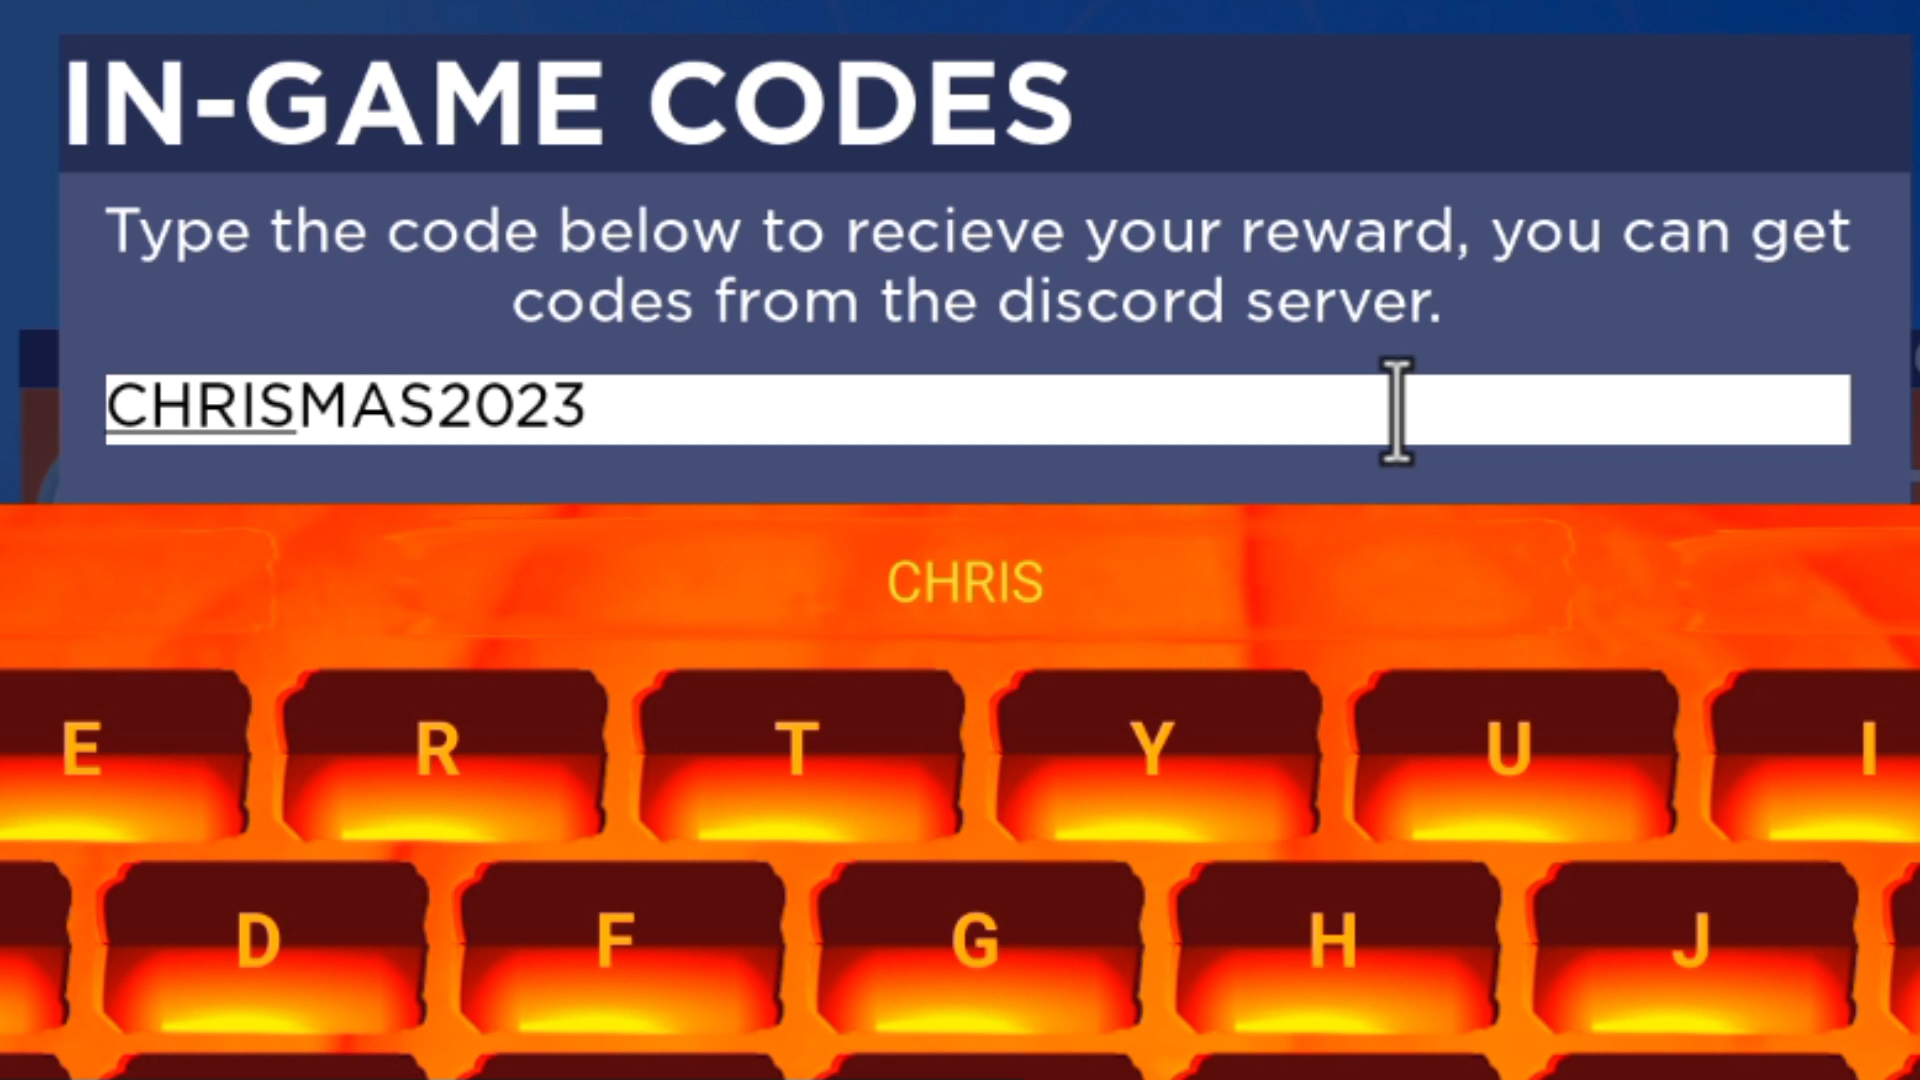 IN-GAME CODES
Type the code below to recieve your reward, you can get
codes from the discord server.
CHRISMAS2023
CHRIS
E R T Y U I
D F G H J